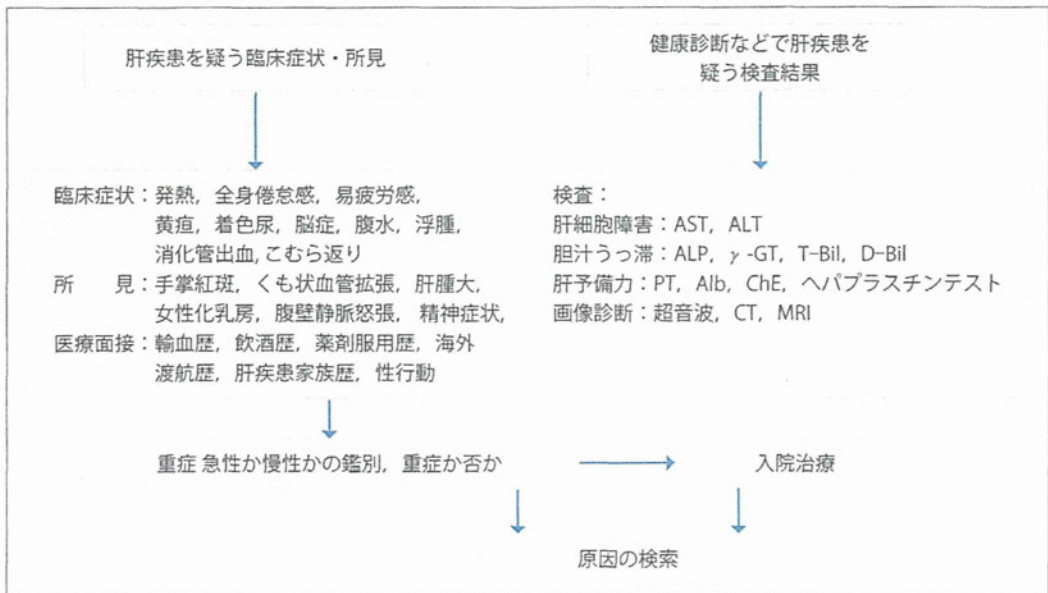 肝疾患を疑う臨床症状・所見
健康診断などで肝疾患を
疑う検査結果
臨床症状：発熱，全身倦怠感，易疲労感，
黄疸，着色尿，脳症，腹水，浮腫，
消化管出血，こむら返り
所　見：手掌紅斑，くも状血管拡張，肝腫大，
女性化乳房，腹壁静脈怒張，精神症状，
医療面接：輸血歴，飲酒歴，薬剤服用歴，海外
渡航歴，肝疾患家族歴，性行動
検査：
肝細胞障害：AST，ALT
胆汁うっ滞：ALP，γ-GT，T-Bil，D-Bil
肝予備力：PT，Alb，ChE，ヘパプラスチンテスト
画像診断：超音波，CT，MRI
重症 急性か慢性かの鑑別，重症か否か
入院治療
原因の検索